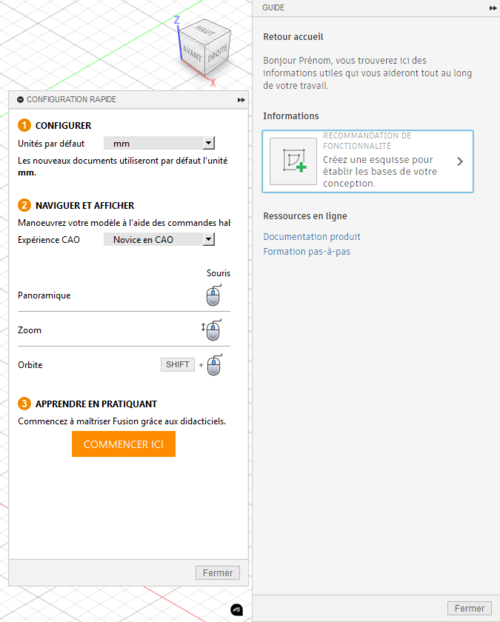 Z
HAUT
AVANT
DROITE
X
CONFIGURATION RAPIDE
1 CONFIGURER
Unités par défaut mm
Les nouveaux documents utiliseront par défaut l'unité
mm.
2 NAVIGUER ET AFFICHER
Manoeuvrez votre modèle à l'aide des commandes hal
Expérience CAO Novice en CAO
Souris
Panoramique
Zoom
Orbite SHIFT +
3 APPRENDRE EN PRATIQUANT
Commencez à maîtriser Fusion grâce aux didacticiels.
COMMENCER ICI
Fermer
GUIDE
Retour accueil
Bonjour Prénom, vous trouverez ici des
informations utiles qui vous aideront tout au long
de votre travail.
Informations
RECOMMANDATION DE
FONCTIONNALITÉ
Créez une esquisse pour
établir les bases de votre
conception.
Ressources en ligne
Documentation produit
Formation pas-à-pas
Fermer